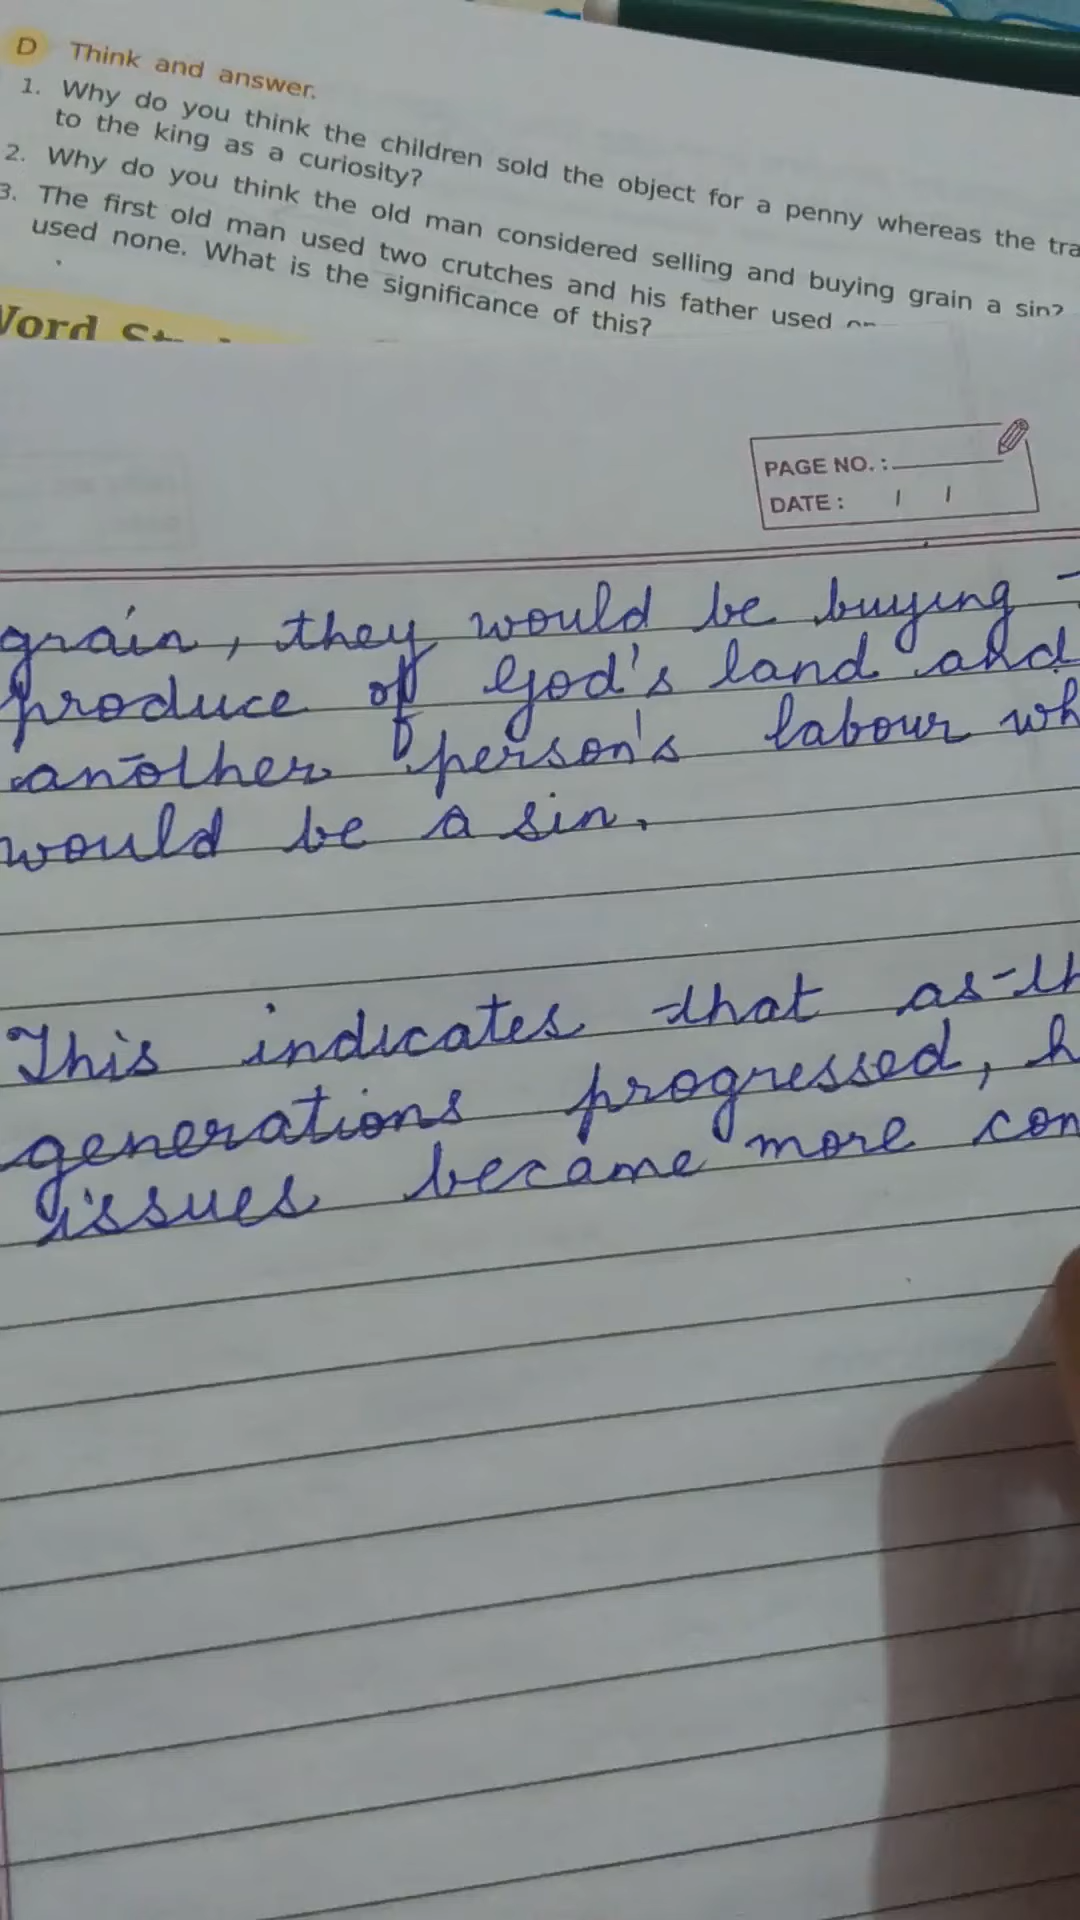 D Think and answer.
1. Why do you think the children sold the object for a penny whereas the
to the king as a curiosity?
2. Why do you think the old man considered selling and buying grain a sin?
3. The first old man used two crutches and his father used
used none. What is the significance of this?
Word
PAGE NO. :
DATE : / /
grain, they would be buying
produce of God's land and
another person's labour
would be a sin.
This indicates that as
generations progressed,
issues became more